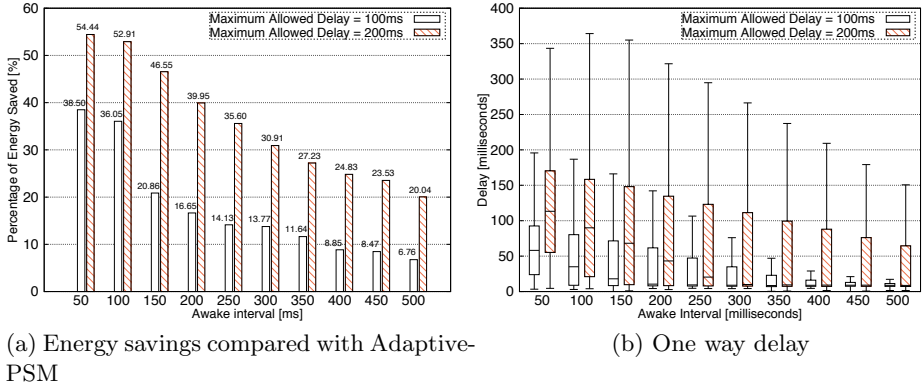 60
50
40
30
20
10
0
Percentage of Energy Saved [%]
Maximum Allowed Delay = 100ms
Maximum Allowed Delay = 200ms
38.50
54.44
36.05
52.91
20.86
46.55
16.65
39.95
14.13
35.60
13.77
30.91
11.64
27.23
8.85
24.83
8.47
23.53
6.76
20.04
50 100 150 200 250 300 350 400 450 500
Awake interval [ms]
(a) Energy savings compared with Adaptive-
PSM
400
350
300
250
200
150
100
50
0
Delay [milliseconds]
Maximum Allowed Delay = 100ms
Maximum Allowed Delay = 200ms
50 100 150 200 250 300 350 400 450 500
Awake Interval [milliseconds]
(b) One way delay